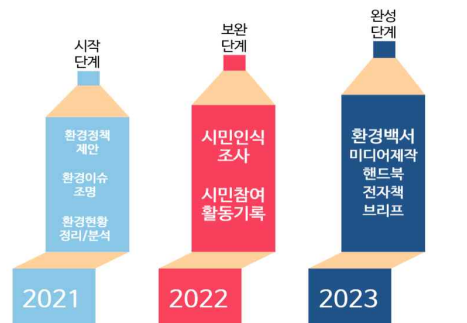 시작
단계
환경정책
제안
환경이슈
조명
환경현황
정리/분석
2021
보완
단계
시민인식
조사
시민참여
활동기록
2022
완성
단계
환경백서
미디어제작
핸드북
전자책
브리프
2023